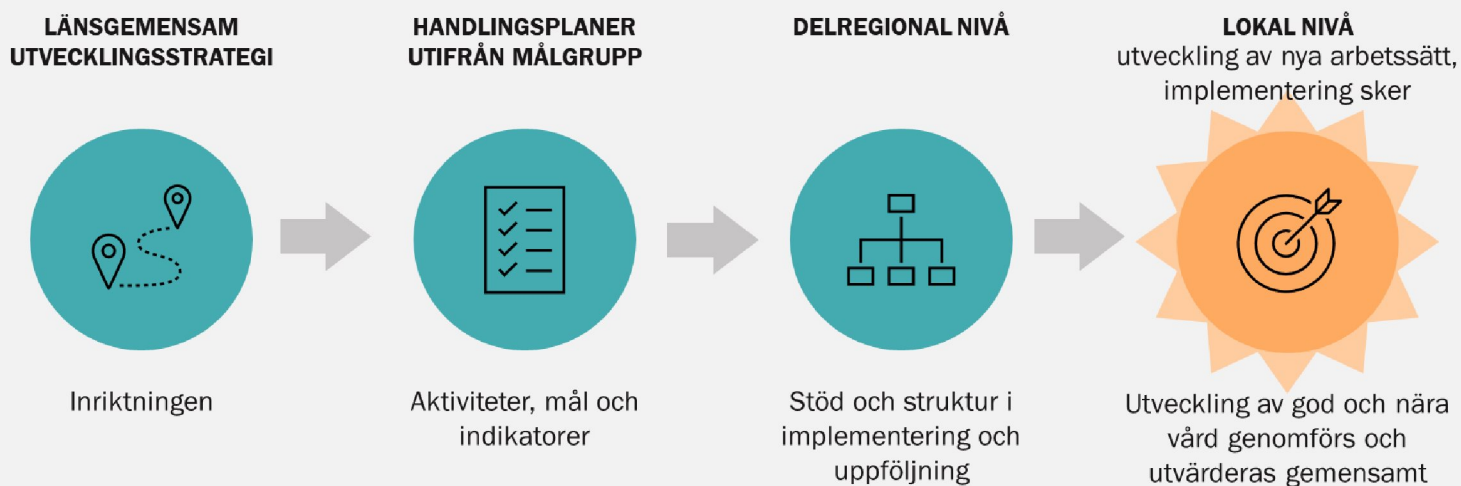 LÄNSGEMENSAM
UTVECKLINGSSTRATEGI
Inriktningen
HANDLINGSPLANER
UTIFRÅN MÅLGRUPP
Aktiviteter, mål och
indikatorer
DELREGIONAL NIVÅ
Stöd och struktur i
implementering och
uppföljning
LOKAL NIVÅ
utveckling av nya arbetssätt,
implementering sker
Utveckling av god och nära
vård genomförs och
utvärderas gemensamt